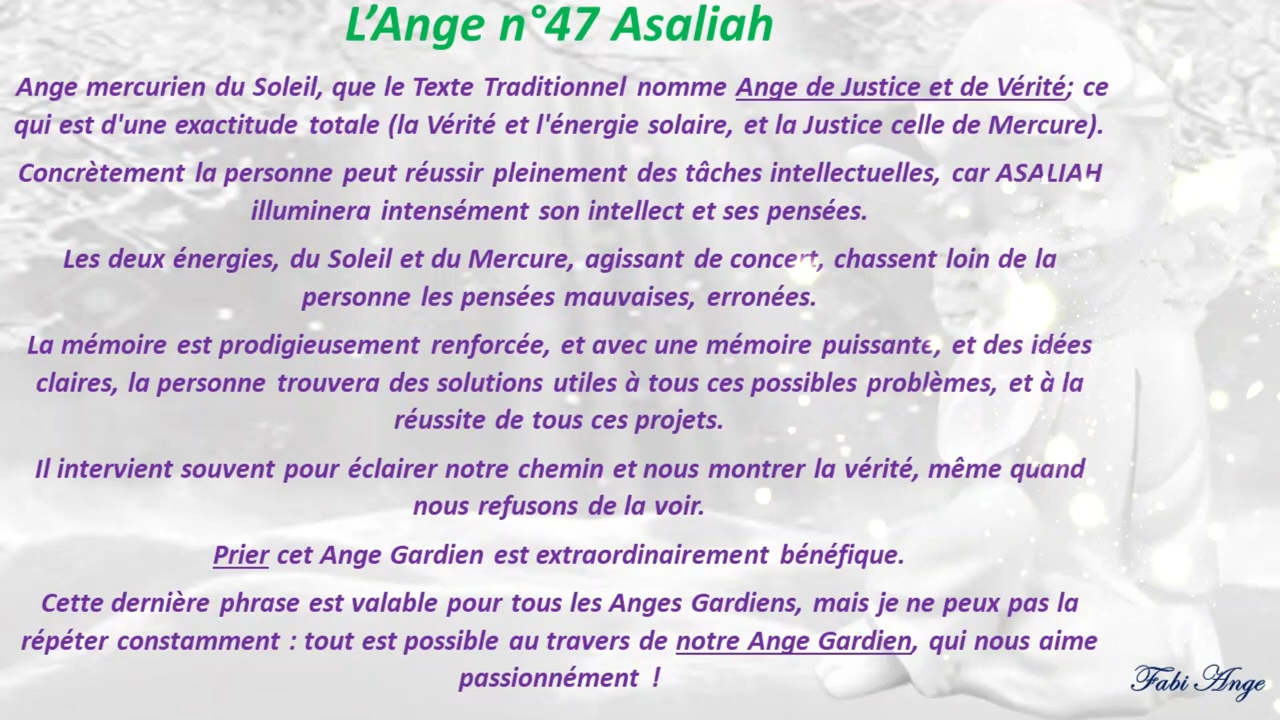 L’Ange n°47 Asaliah
Ange mercurien du Soleil, que le Texte Traditionnel nomme Ange de Justice et de Vérité; ce
qui est d'une exactitude totale (la Vérité et l'énergie solaire, et la Justice celle de Mercure).
Concrètement la personne peut réussir pleinement des tâches intellectuelles, car ASALIAH
illuminera intensément son intellect et ses pensées.
Les deux énergies, du Soleil et du Mercure, agissant de concert, chassent loin de la
personne les pensées mauvaises, erronées.
La mémoire est prodigieusement renforcée, et avec une mémoire puissante, et des idées
claires, la personne trouvera des solutions utiles à tous ces possibles problèmes, et à la
réussite de tous ces projets.
Il intervient souvent pour éclairer notre chemin et nous montrer la vérité, même quand
nous refusons de la voir.
Prier cet Ange Gardien est extraordinairement bénéfique.
Cette dernière phrase est valable pour tous les Anges Gardiens, mais je ne peux pas la
répéter constamment : tout est possible au travers de notre Ange Gardien, qui nous aime
passionnément !
Fabi Ange